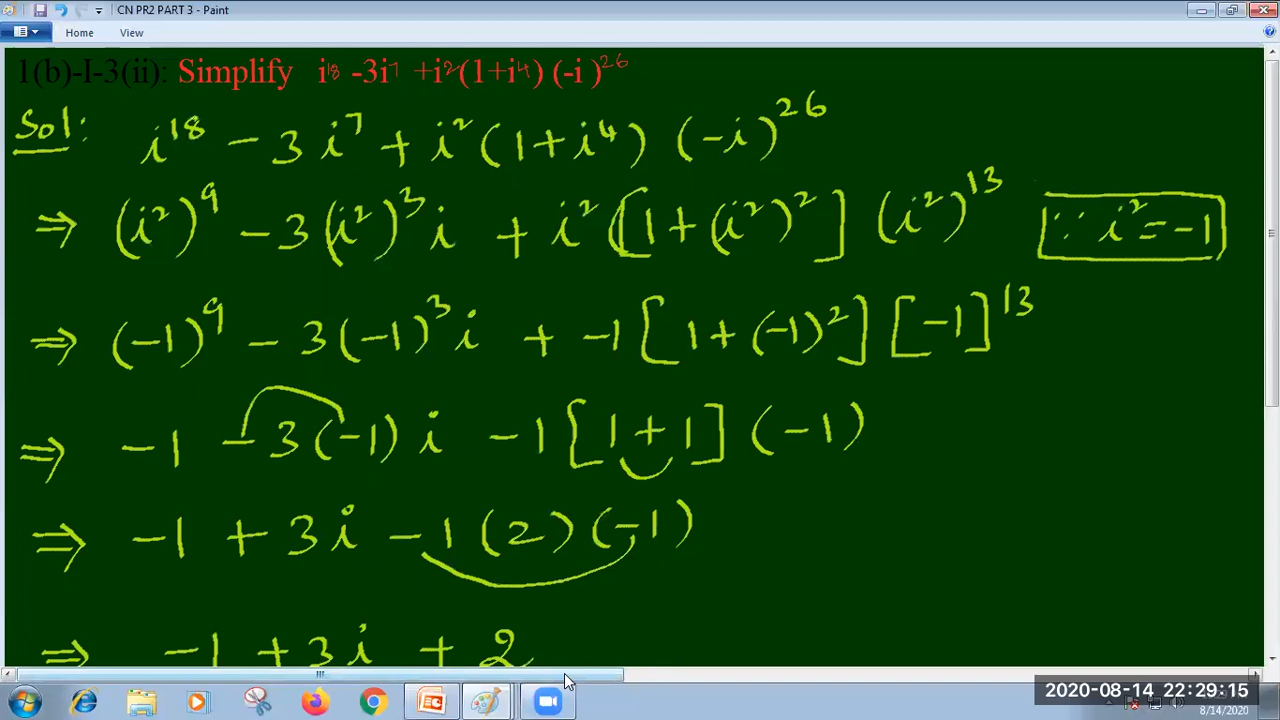 CN PR2 PART 3 - Paint
Home View
1(b)-I-3(ii): Simplify i¹⁸ -3i⁷ +i²(1+i⁴) (-i)²⁶
Sol: i¹⁸ - 3i⁷ + i²(1+i⁴) (-i)²⁶
⇒ (i²)⁹ - 3(i²)³i + i²([1+(i²)²] (i²)¹³ ∵ i² = -1
⇒ (-1)⁹ - 3(-1)³i + -1[1+(-1)²][-1]¹³
⇒ -1 - 3(-1)i - 1[1+1](-1)
⇒ -1 + 3i - 1(2)(-1)
⇒ -1 + 3i + 2
2020-08-14 22:29:15
8/14/2020